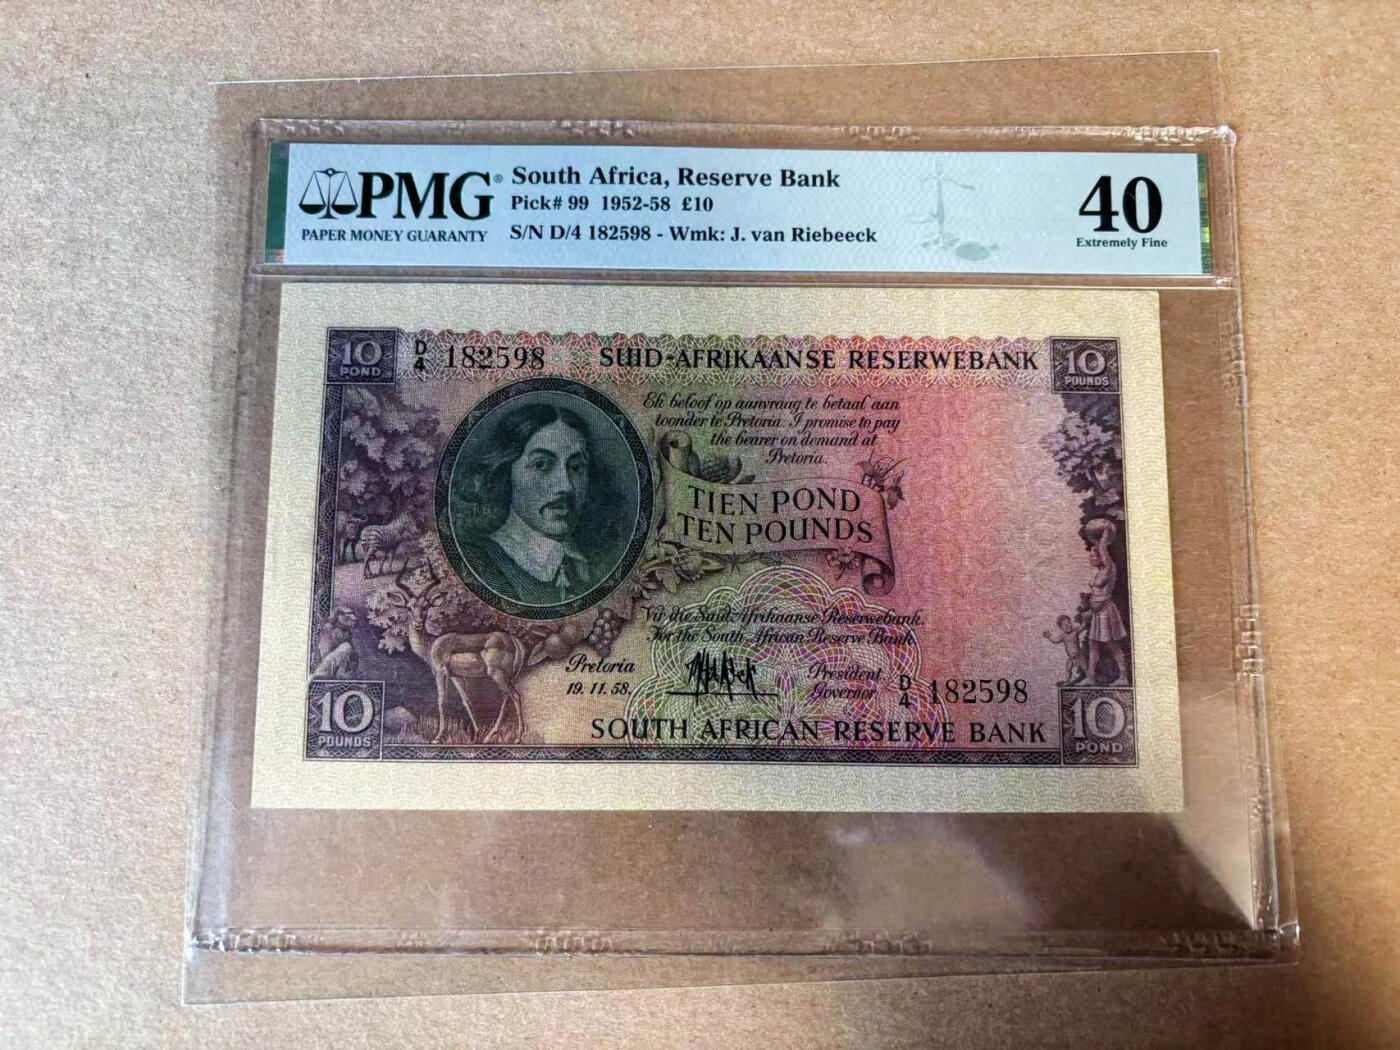 PMG®
PAPER MONEY GUARANTY
South Africa, Reserve Bank
Pick# 99 1952-58 £10
S/N D/4 182598 - Wmk: J. van Riebeeck
40
Extremely Fine
10
POND
D/4 182598
SUID-AFRIKAANSE RESERWEBANK
10
POUNDS
Ek beloof op aanvraag te betaal aan
toonder te Pretoria. I promise to pay
the bearer on demand at
Pretoria.
TIEN POND
TEN POUNDS
Vir die Suid-Afrikaanse Reserwebank.
For the South African Reserve Bank
Pretoria
19. 11. 58.
President
Governor.
D/4 182598
10
POUNDS
SOUTH AFRICAN RESERVE BANK
10
POND